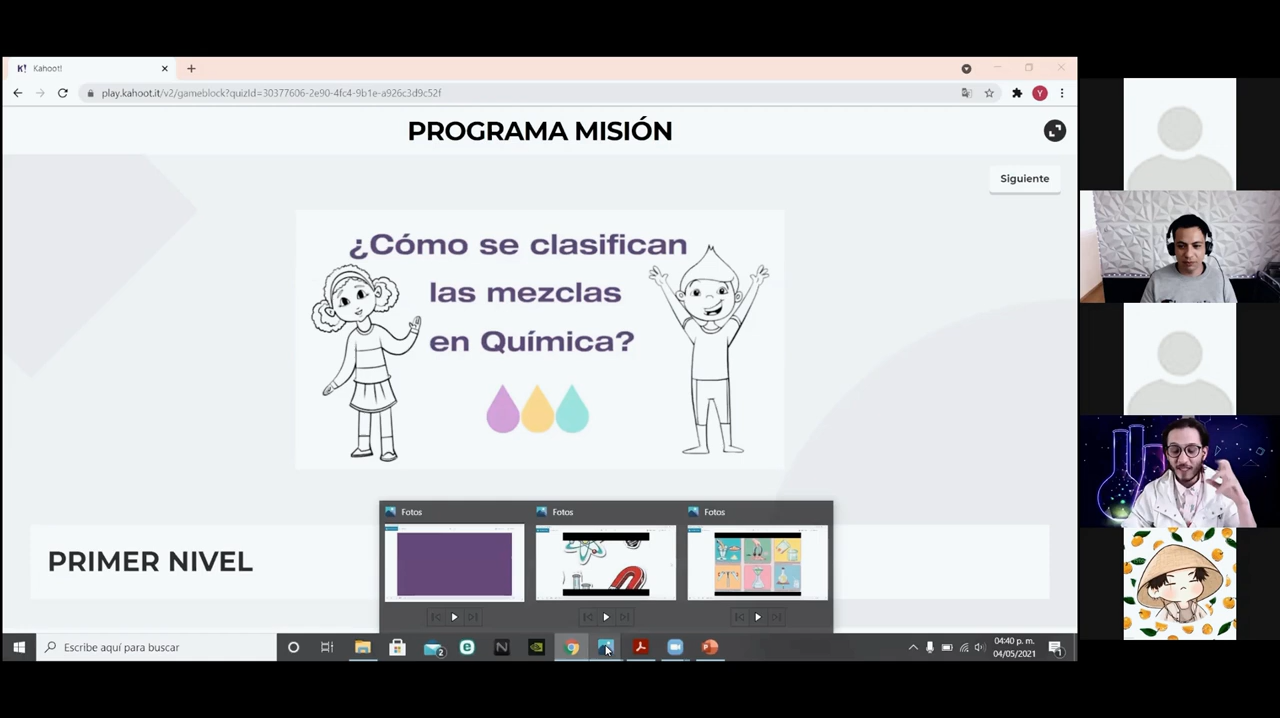 Kahoot!
play.kahoot.it/v2/gameblock?quizId=30377606-2e90-4fc4-9b1e-a926c3d9c52f
PROGRAMA MISIÓN
Siguiente
¿Cómo se clasifican
las mezclas
en Química?
PRIMER NIVEL
Fotos
Fotos
Fotos
Escribe aquí para buscar
04:40 p. m.
04/05/2021